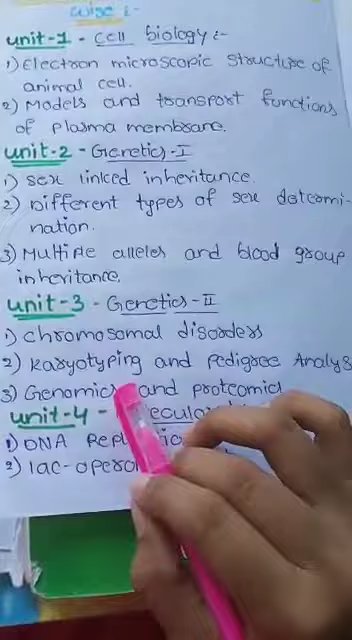 wise :-
unit-1 - cell biology :-
1) Electron microscopic structure of
animal cell.
2) Models and transport functions
of plasma membrane.
unit-2 - Genetics-I
1) sex linked inheritance.
2) Different types of sex determi-
nation.
3) Multiple alleles and blood group
inheritance.
unit-3 - Genetics-II
1) chromosomal disorders
2) Karyotyping and pedigree Analys
3) Genomics and proteomics
unit-4 -
1) DNA
2) lac-operon